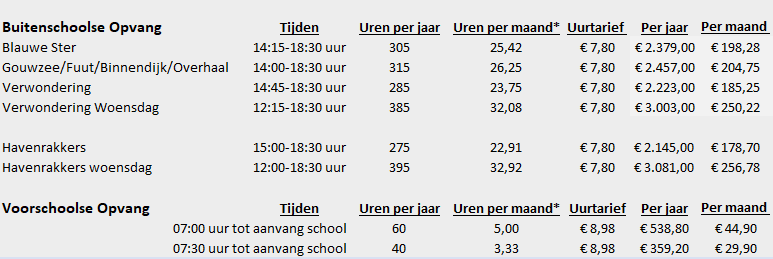 Buitenschoolse Opvang Tijden Uren per jaar Uren per maand* Uurtarief Per jaar Per maand
Blauwe Ster 14:15-18:30 uur 305 25,42 € 7,80 € 2.379,00 € 198,28
Gouwzee/Fuut/Binnendijk/Overhaal 14:00-18:30 uur 315 26,25 € 7,80 € 2.457,00 € 204,75
Verwondering 14:45-18:30 uur 285 23,75 € 7,80 € 2.223,00 € 185,25
Verwondering Woensdag 12:15-18:30 uur 385 32,08 € 7,80 € 3.003,00 € 250,22
Havenrakkers 15:00-18:30 uur 275 22,91 € 7,80 € 2.145,00 € 178,70
Havenrakkers woensdag 12:00-18:30 uur 395 32,92 € 7,80 € 3.081,00 € 256,78
Voorschoolse Opvang Tijden Uren per jaar Uren per maand* Uurtarief Per jaar Per maand
07:00 uur tot aanvang school 60 5,00 € 8,98 € 538,80 € 44,90
07:30 uur tot aanvang school 40 3,33 € 8,98 € 359,20 € 29,90